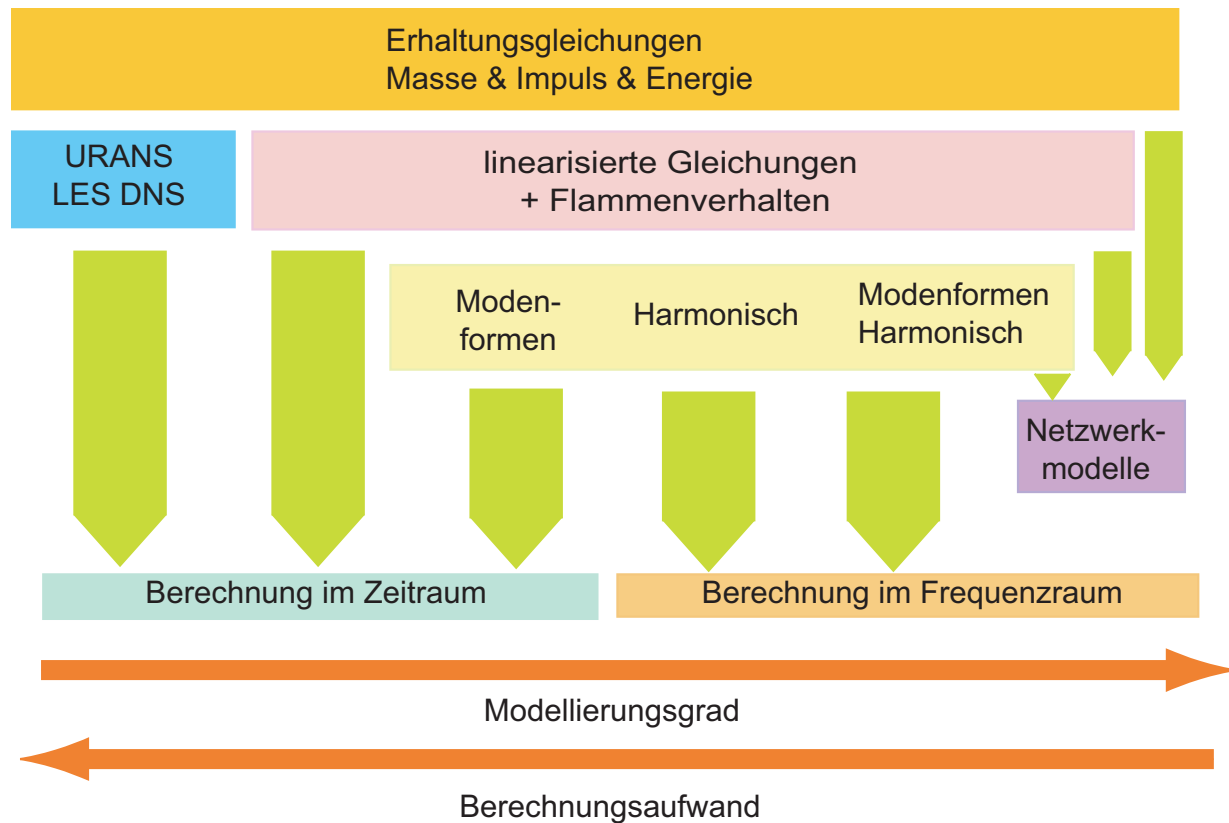 Erhaltungsgleichungen
Masse & Impuls & Energie
URANS
LES DNS
linearisierte Gleichungen
+ Flammenverhalten
Moden-
formen
Harmonisch
Modenformen
Harmonisch
Netzwerk-
modelle
Berechnung im Zeitraum
Berechnung im Frequenzraum
Modellierungsgrad
Berechnungsaufwand